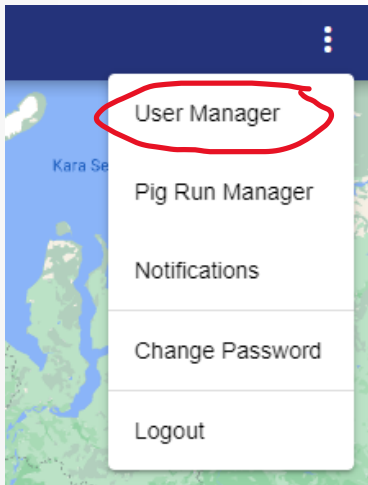 User Manager
Kara Se
Pig Run Manager
Notifications
Change Password
Logout